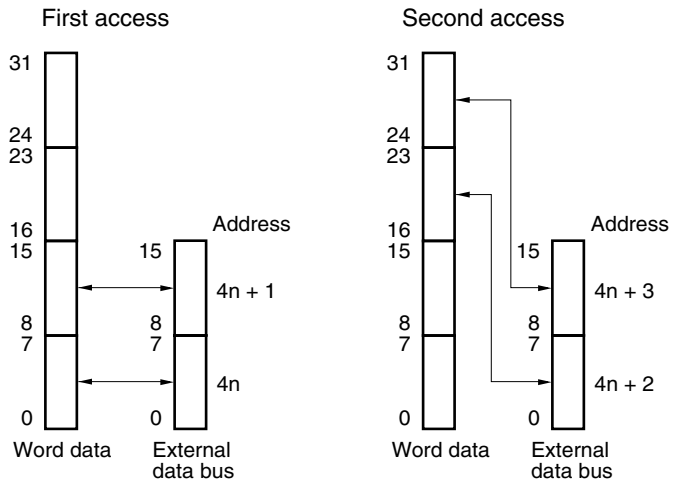 First access
31
24
23
16
15
8
7
0
Word data
15
8
7
0
External
data bus
Address
4n + 1
4n
Second access
31
24
23
16
15
8
7
0
Word data
15
8
7
0
External
data bus
Address
4n + 3
4n + 2